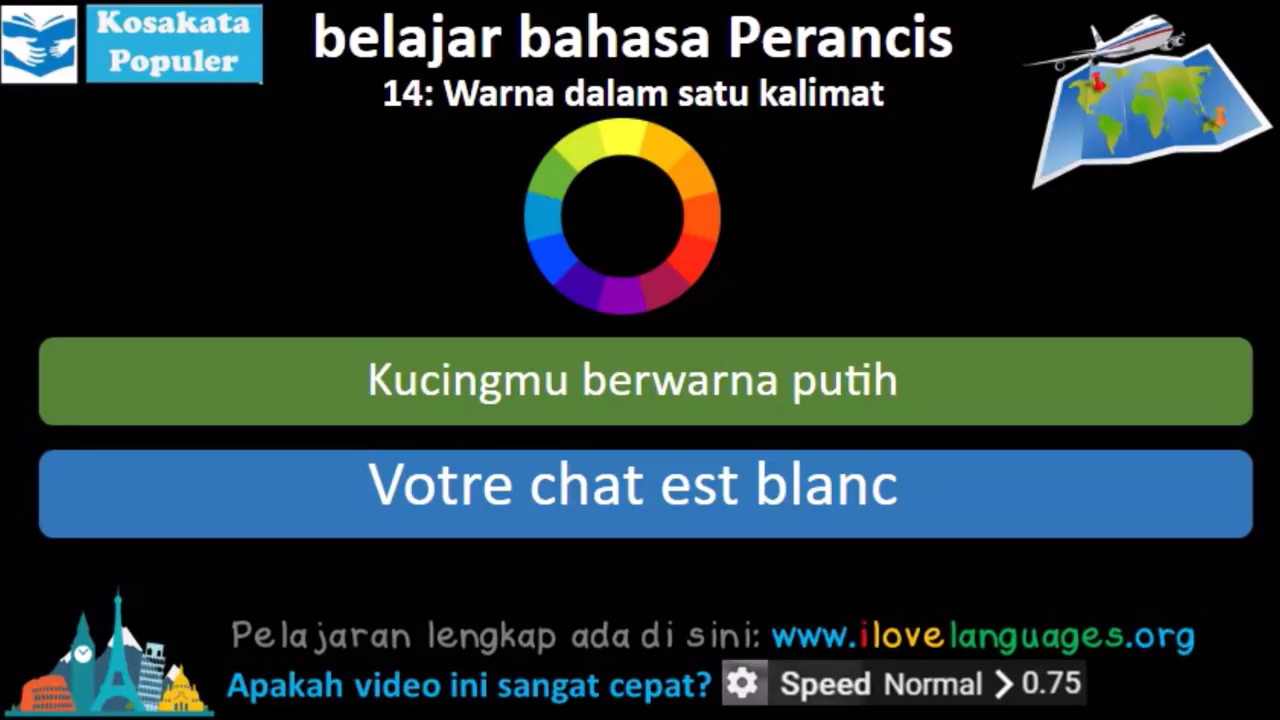 Kosakata
Populer
belajar bahasa Perancis
14: Warna dalam satu kalimat
Kucingmu berwarna putih
Votre chat est blanc
Pelajaran lengkap ada di sini: www.ilovelanguages.org
Apakah video ini sangat cepat? Speed Normal > 0.75